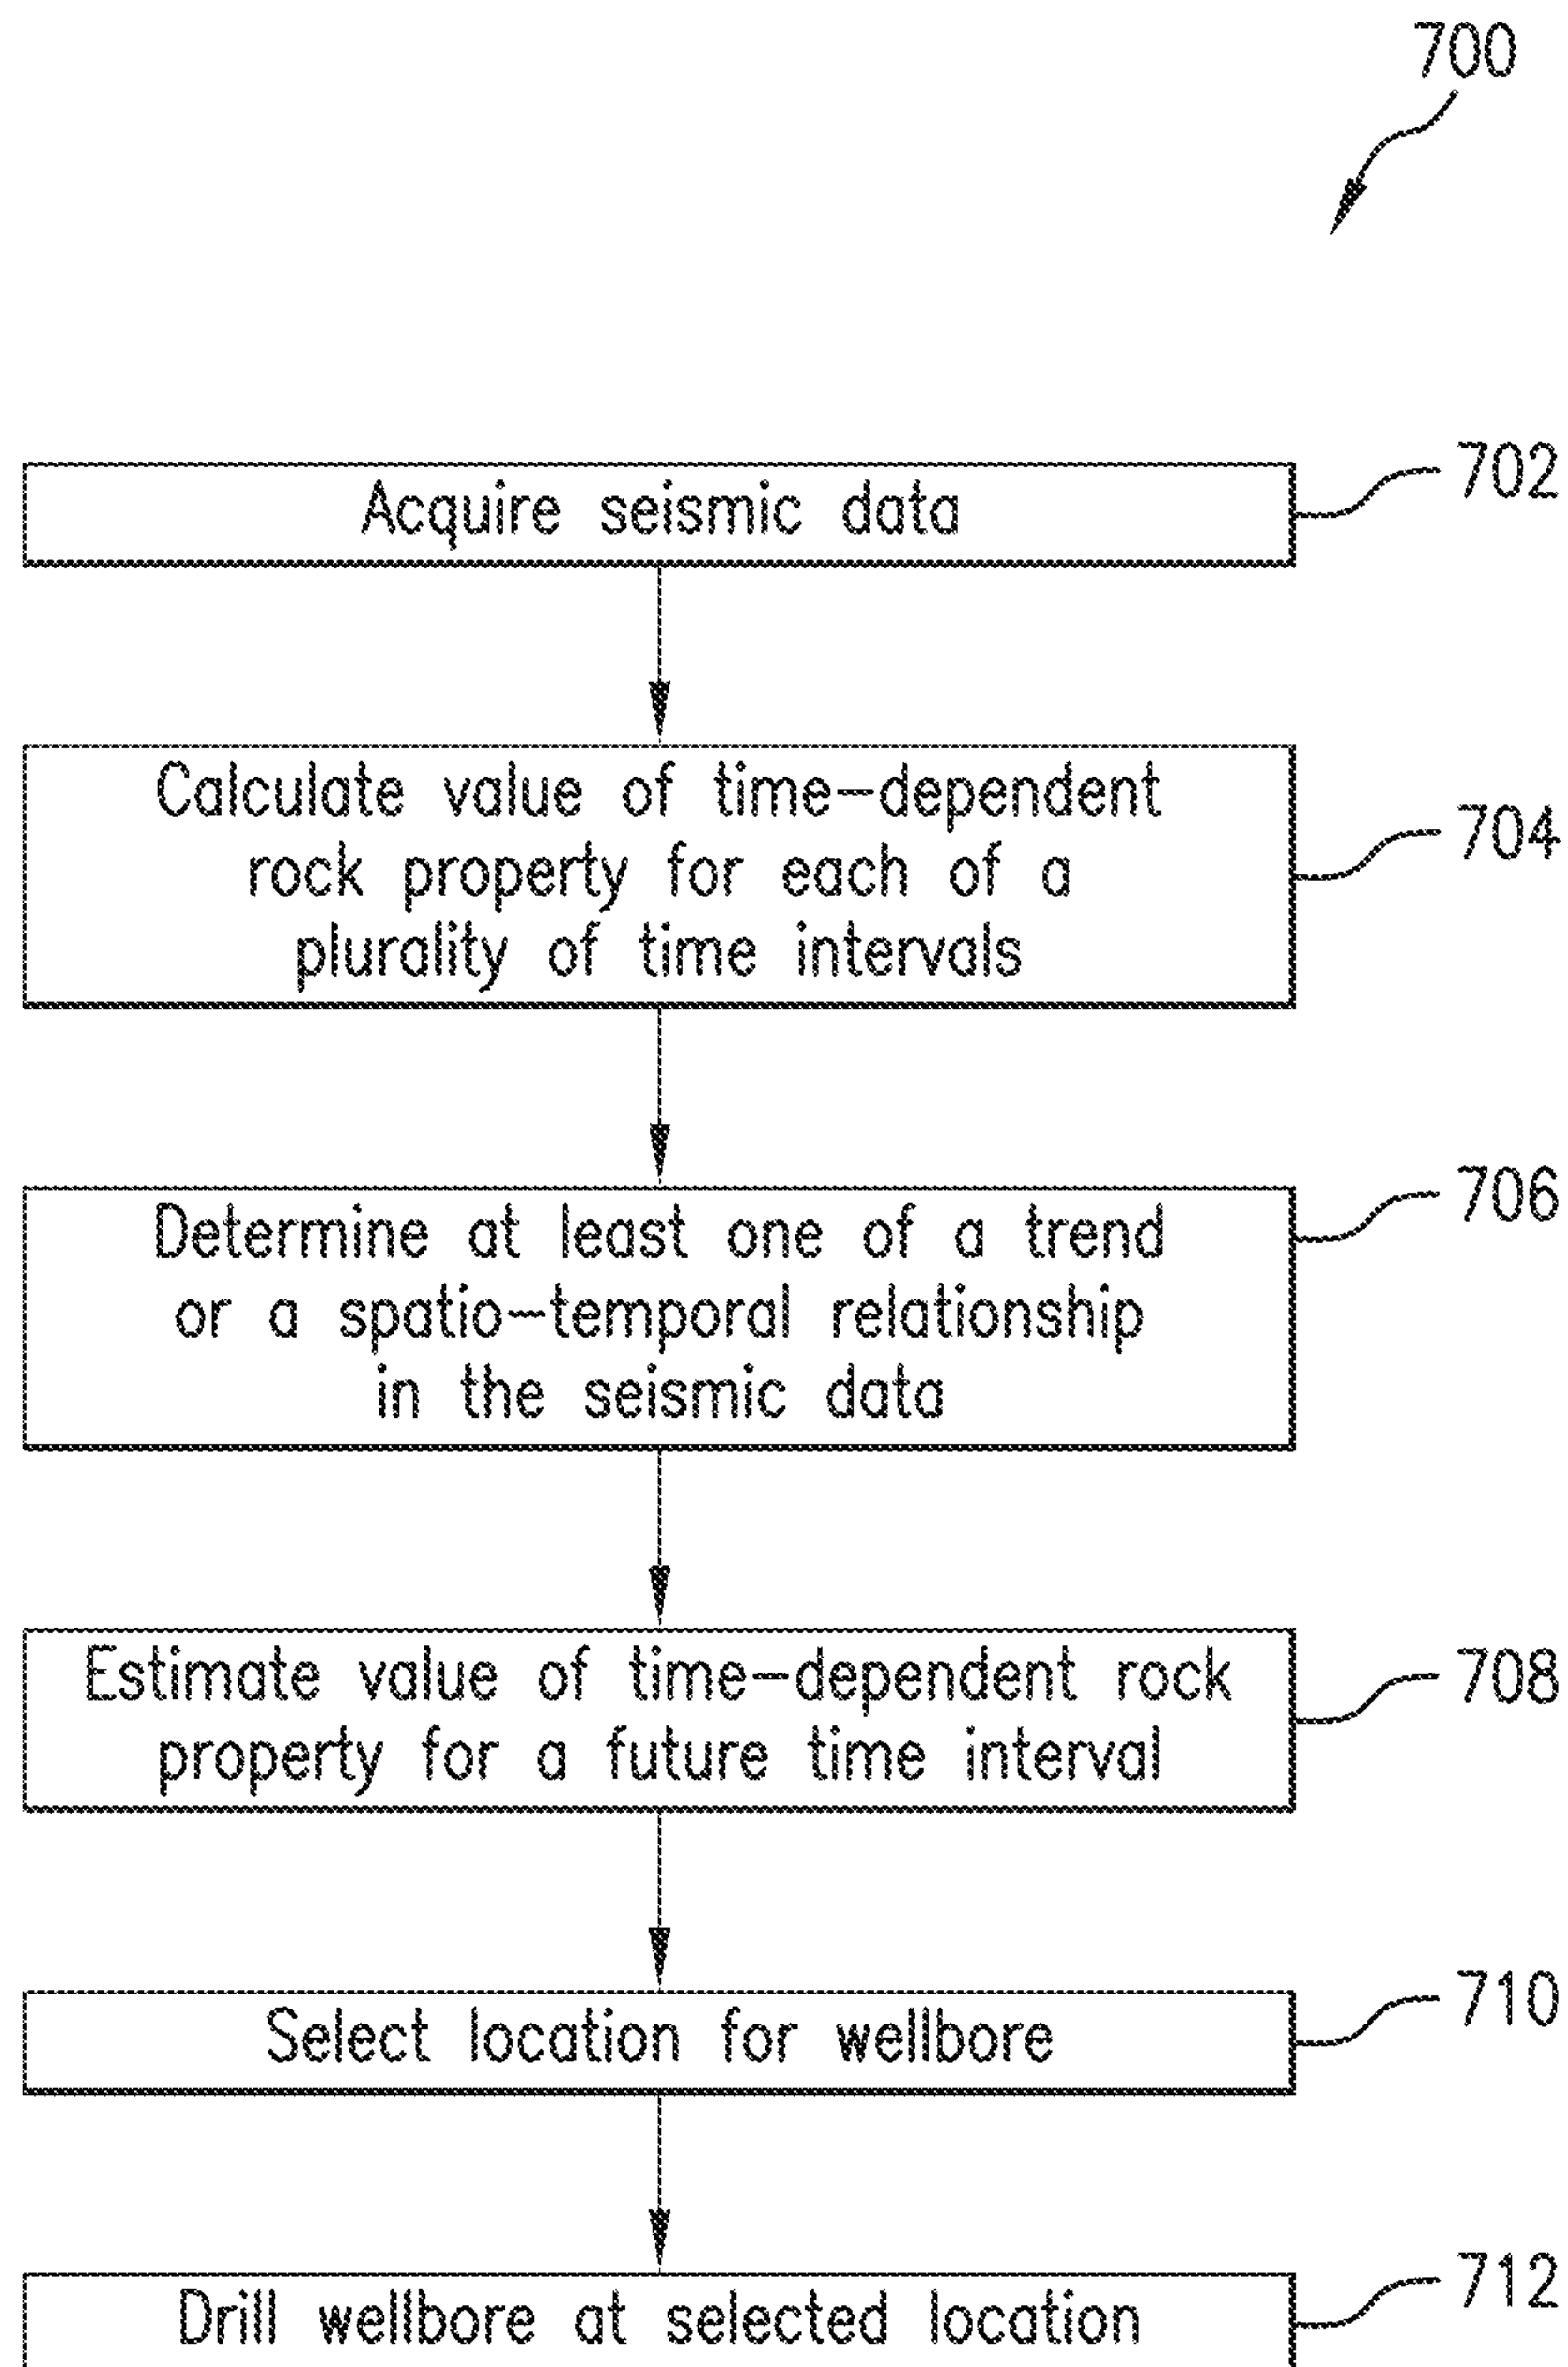 700
Acquire seismic data
702
Calculate value of time-dependent
rock property for each of a
plurality of time intervals
704
Determine at least one of a trend
or a spatio-temporal relationship
in the seismic data
706
Estimate value of time-dependent rock
property for a future time interval
708
Select location for wellbore
710
Drill wellbore at selected location
712